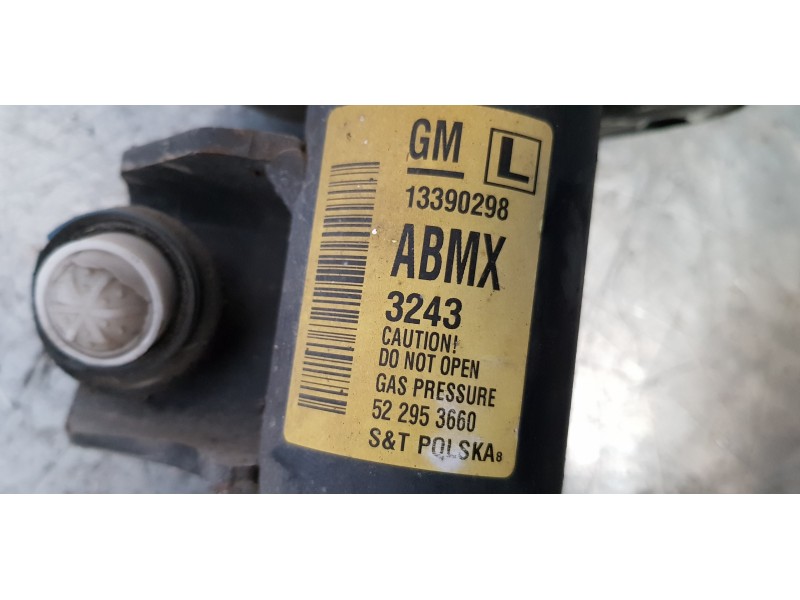 GM L
13390298
ABMX
3243
CAUTION!
DO NOT OPEN
GAS PRESSURE
52 295 3660
S&T POLSKA8